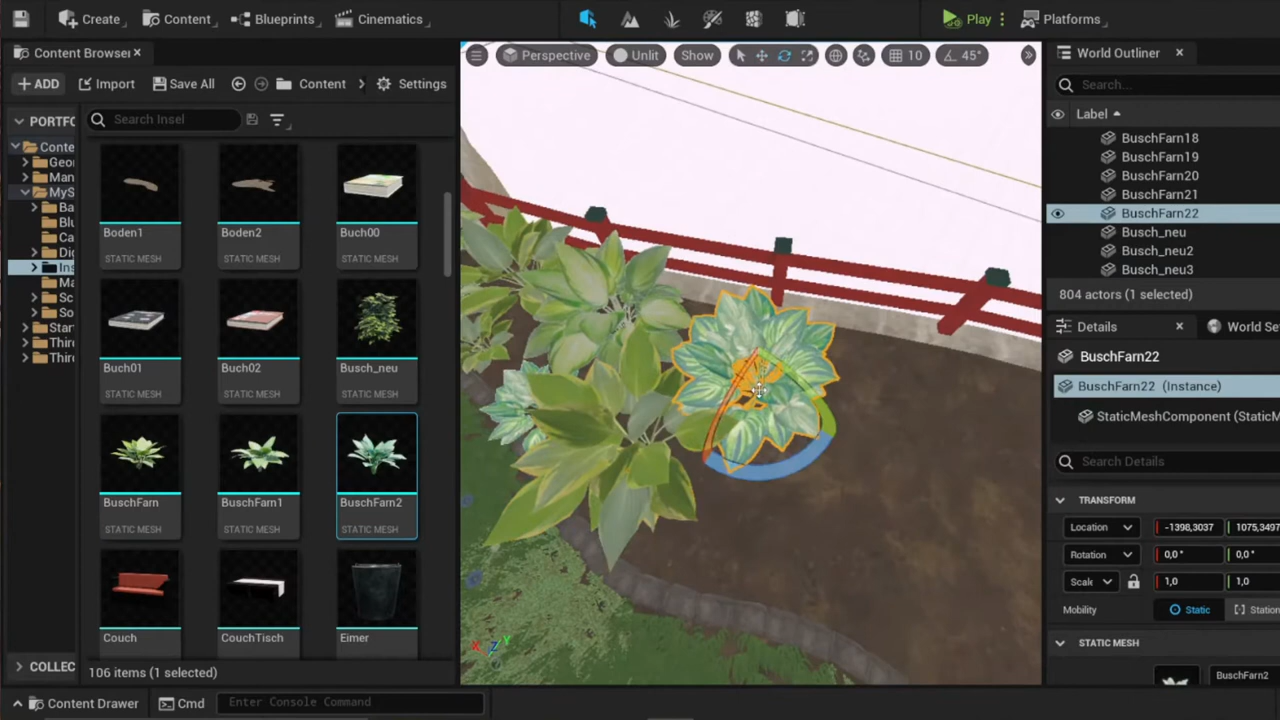 Create
Content
Blueprints
Cinematics
Play
Platforms
Content Browser
ADD
Import
Save All
Content
Settings
Search Insel
PORTF
Conte
Geo
Man
MyS
Ba
Blu
Ca
Dic
Ins
Ma
Sc
So
Start
Third
Third
COLLEC
Boden1
STATIC MESH
Boden2
STATIC MESH
Buch00
STATIC MESH
Buch01
STATIC MESH
Buch02
STATIC MESH
Busch_neu
STATIC MESH
BuschFarn
STATIC MESH
BuschFarn1
STATIC MESH
BuschFarn2
STATIC MESH
Couch
CouchTisch
Eimer
106 items (1 selected)
Content Drawer
Cmd
Enter Console Command
Perspective
Unlit
Show
10
45°
X Z Y
World Outliner
Search...
Label
BuschFarn18
BuschFarn19
BuschFarn20
BuschFarn21
BuschFarn22
Busch_neu
Busch_neu2
Busch_neu3
804 actors (1 selected)
Details
World Se
BuschFarn22
BuschFarn22 (Instance)
StaticMeshComponent (StaticM
Search Details
TRANSFORM
Location -1398,3037 1075,3497
Rotation 0,0 ° 0,0 °
Scale 1,0 1,0
Mobility Static Station
STATIC MESH
BuschFarn2